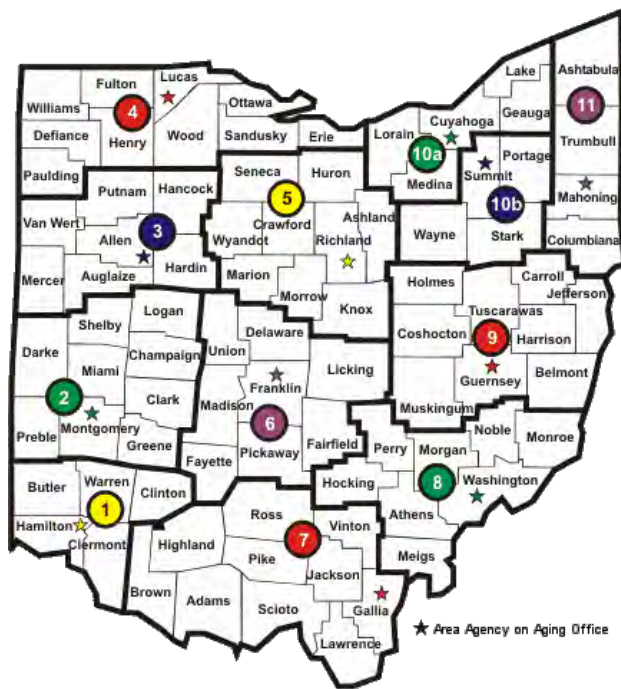 Lake
Ashtabula
Fulton
Lucas
Geauga
11
Williams
4
Ottawa
Cuyahoga
Lorain
Trumbull
Defiance
Henry
Wood
Sandusky
Erie
10a
Medina
Summit
Portage
Paulding
Seneca
Huron
Mahoning
Putnam
Hancock
5
10b
Crawford
Ashland
Van Wert
3
Allen
Wyandot
Richland
Wayne
Stark
Columbiana
Mercer
Auglaize
Hardin
Marion
Morrow
Holmes
Carroll
Jefferson
Knox
Tuscarawas
Logan
Shelby
Delaware
Coshocton
9
Harrison
Darke
Union
Champaign
Licking
Miami
Franklin
Guernsey
Belmont
2
Clark
Madison
Muskingum
Montgomery
6
Noble
Preble
Greene
Pickaway
Fairfield
Perry
Morgan
Monroe
Fayette
Butler
Warren
Clinton
Hocking
8
Washington
1
Ross
Hamilton
7
Vinton
Athens
Clermont
Highland
Pike
Meigs
Jackson
Brown
Adams
Scioto
Gallia
Area Agency on Aging Office
Lawrence